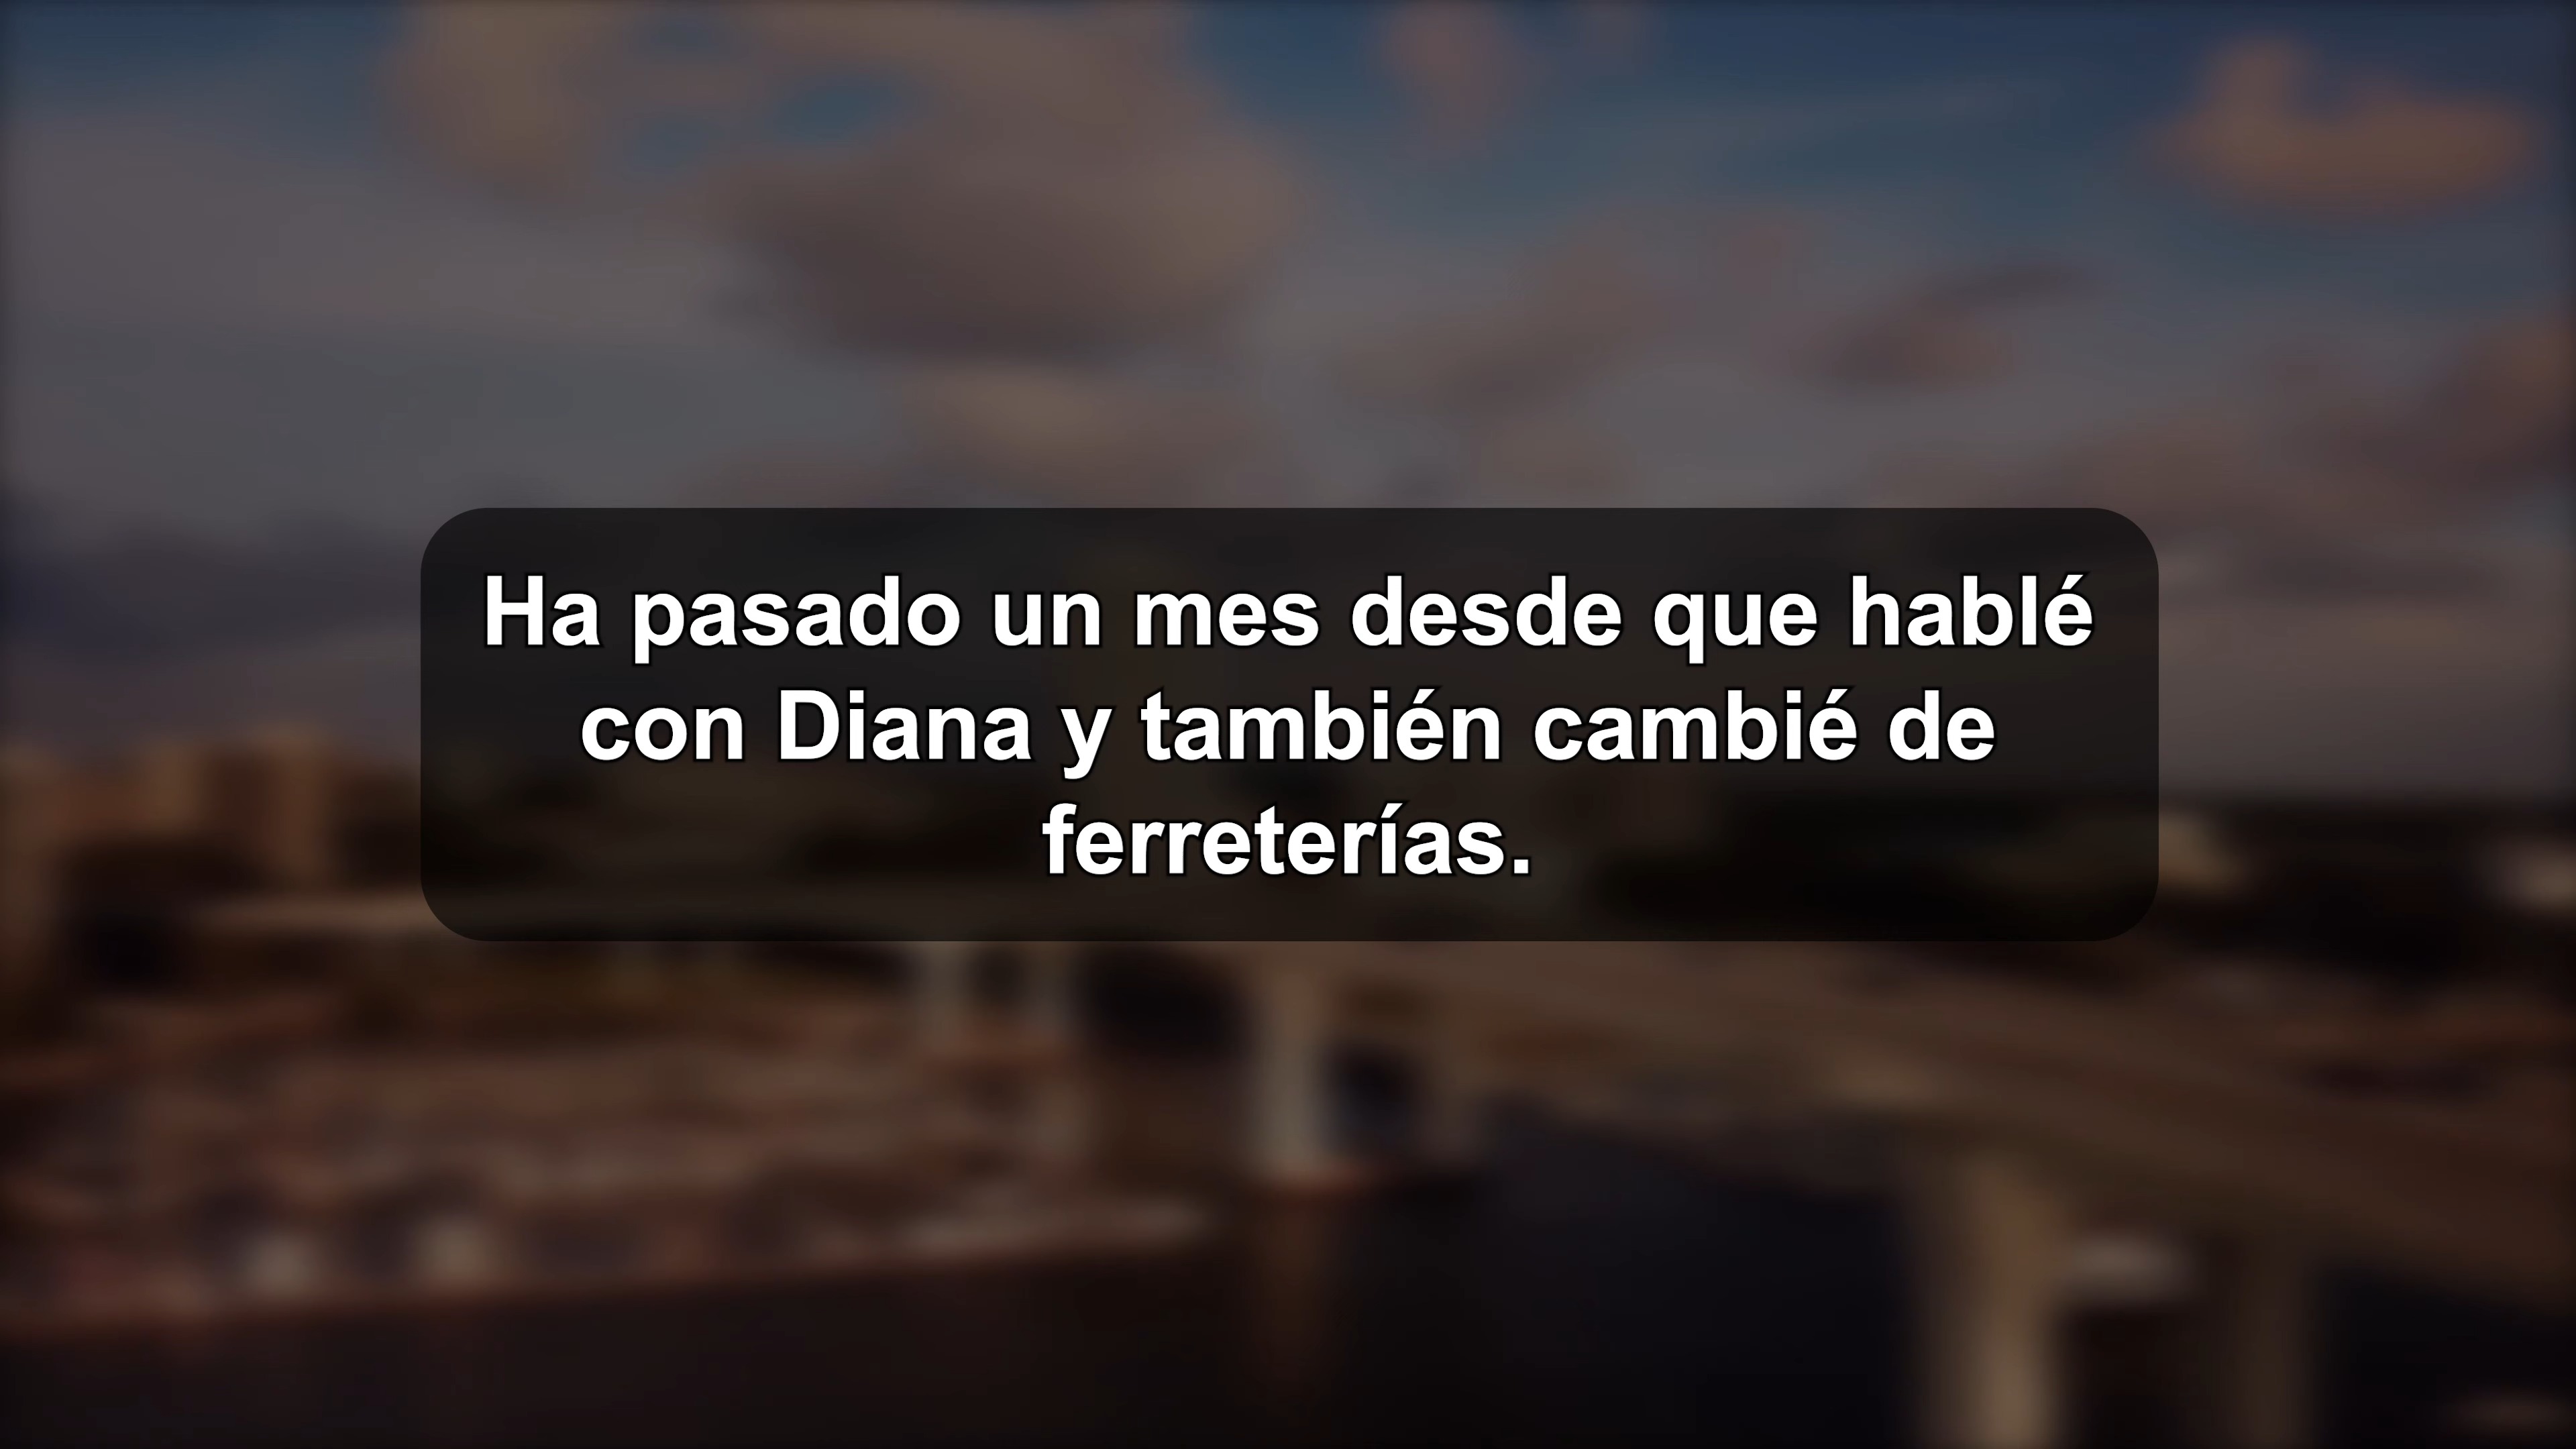 Ha pasado un mes desde que hablé
con Diana y también cambié de
ferreterías.